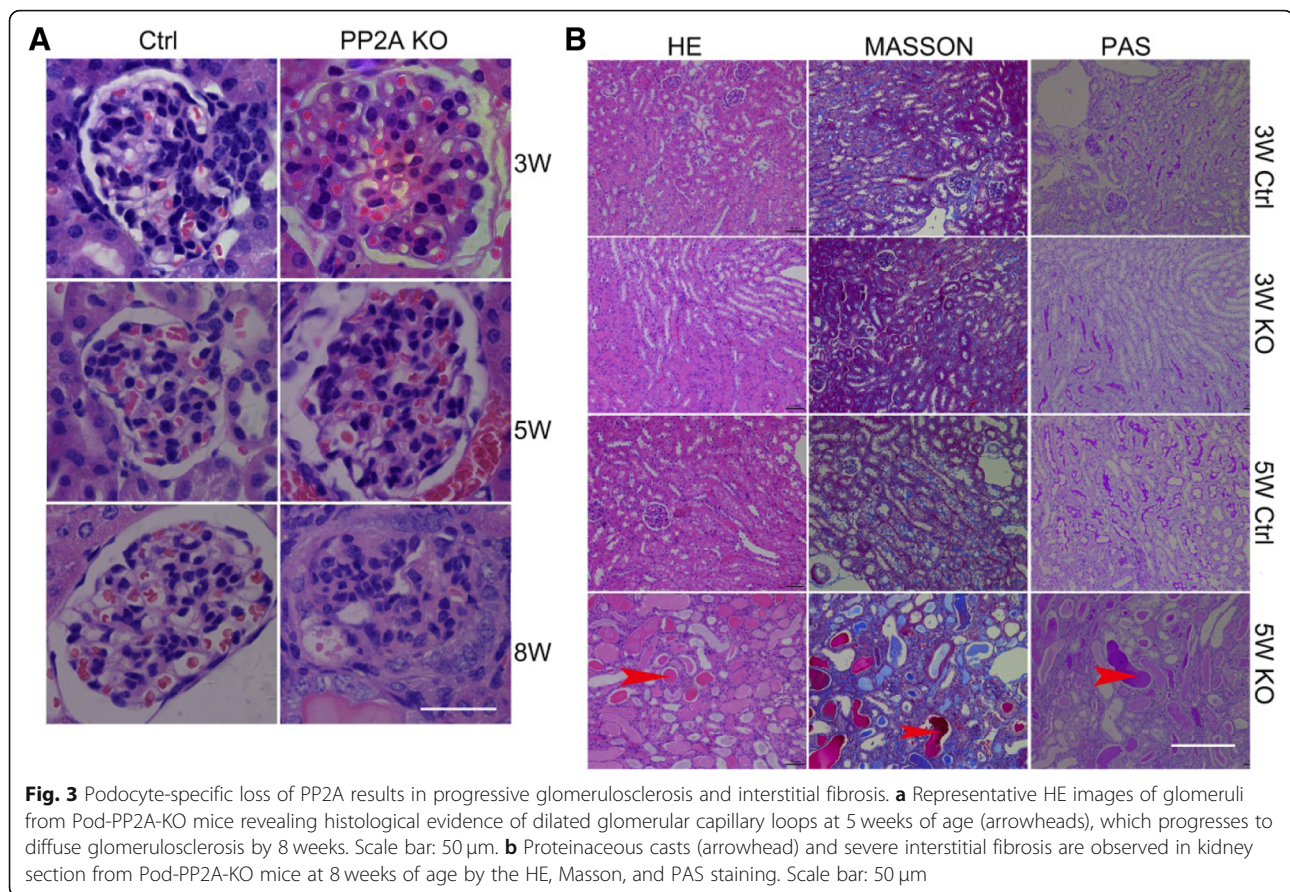 A
Ctrl
PP2A KO
3W
5W
8W
B
HE
MASSON
PAS
3W Ctrl
3W KO
5W Ctrl
5W KO
Fig. 3 Podocyte-specific loss of PP2A results in progressive glomerulosclerosis and interstitial fibrosis. a Representative HE images of glomeruli
from Pod-PP2A-KO mice revealing histological evidence of dilated glomerular capillary loops at 5 weeks of age (arrowheads), which progresses to
diffuse glomerulosclerosis by 8 weeks. Scale bar: 50 μm. b Proteinaceous casts (arrowhead) and severe interstitial fibrosis are observed in kidney
section from Pod-PP2A-KO mice at 8 weeks of age by the HE, Masson, and PAS staining. Scale bar: 50 μm